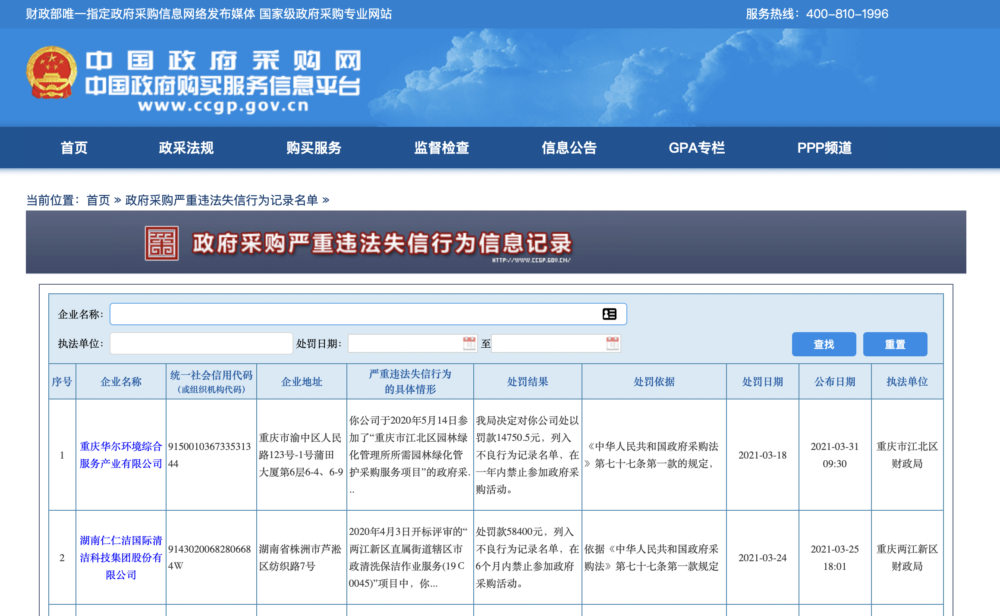 财政部唯一指定政府采购信息网络发布媒体 国家级政府采购专业网站
服务热线：400-810-1996
中国政府采购网
中国政府购买服务信息平台
www.ccgp.gov.cn
首页 政采法规 购买服务 监督检查 信息公告 GPA专栏 PPP频道
当前位置：首页 » 政府采购严重违法失信行为记录名单 »
政府采购严重违法失信行为信息记录
HTTP://WWW.CCGP.GOV.CN/
企业名称：
执法单位： 处罚日期： 至 查找 重置
序号
企业名称
统一社会信用代码
（或组织机构代码）
企业地址
严重违法失信行为
的具体情形
处罚结果
处罚依据
处罚日期
公布日期
执法单位
1
重庆华尔环境综合
服务产业有限公司
9150010367335313
44
重庆市渝中区人民
路123号-1号蒲田
大厦第6层6-4、6-9
你公司于2020年5月14日参
加了“重庆市江北区园林绿
化管理所所需园林绿化管
护采购服务项目”的政府采.
..
我局决定对你公司处以
罚款14750.5元，列入
不良行为记录名单，在
一年内禁止参加政府采
购活动。
《中华人民共和国政府采购法
》第七十七条第一款的规定，
2021-03-18
2021-03-31
09:30
重庆市江北区
财政局
2
湖南仁仁洁国际清
洁科技集团股份有
限公司
9143020068280668
4W
湖南省株洲市芦淞
区纺织路7号
2020年4月3日开标评审的“
两江新区直属街道辖区市
政清洗保洁作业服务(19C
0045)”项目中，你...
处罚款58400元，列入
不良行为记录名单，在
6个月内禁止参加政府
采购活动。
依据《中华人民共和国政府采
购法》第七十七条第一款规定
2021-03-24
2021-03-25
18:01
重庆两江新区
财政局